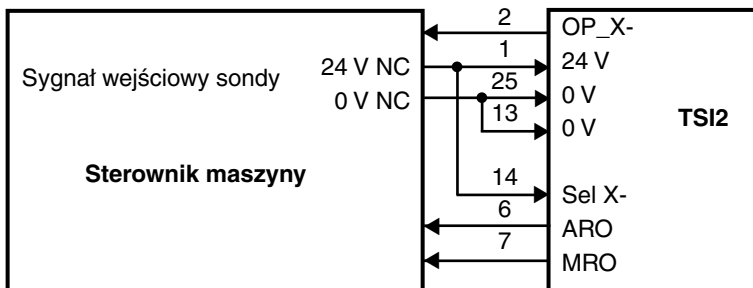 2
OP_X-
Sygnał wejściowy sondy
24 V NC
1
24 V
0 V NC
25
0 V
13
0 V
TSI2
Sterownik maszyny
14
Sel X-
6
ARO
7
MRO